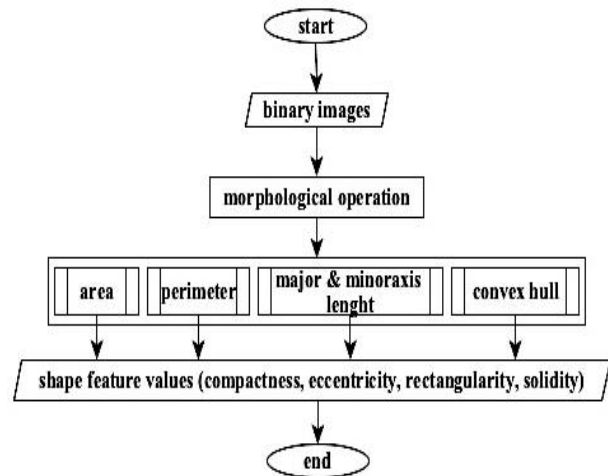 start
binary images
morphological operation
area
perimeter
major & minoraxis
lenght
convex hull
shape feature values (compactness, eccentricity, rectangularity, solidity)
end